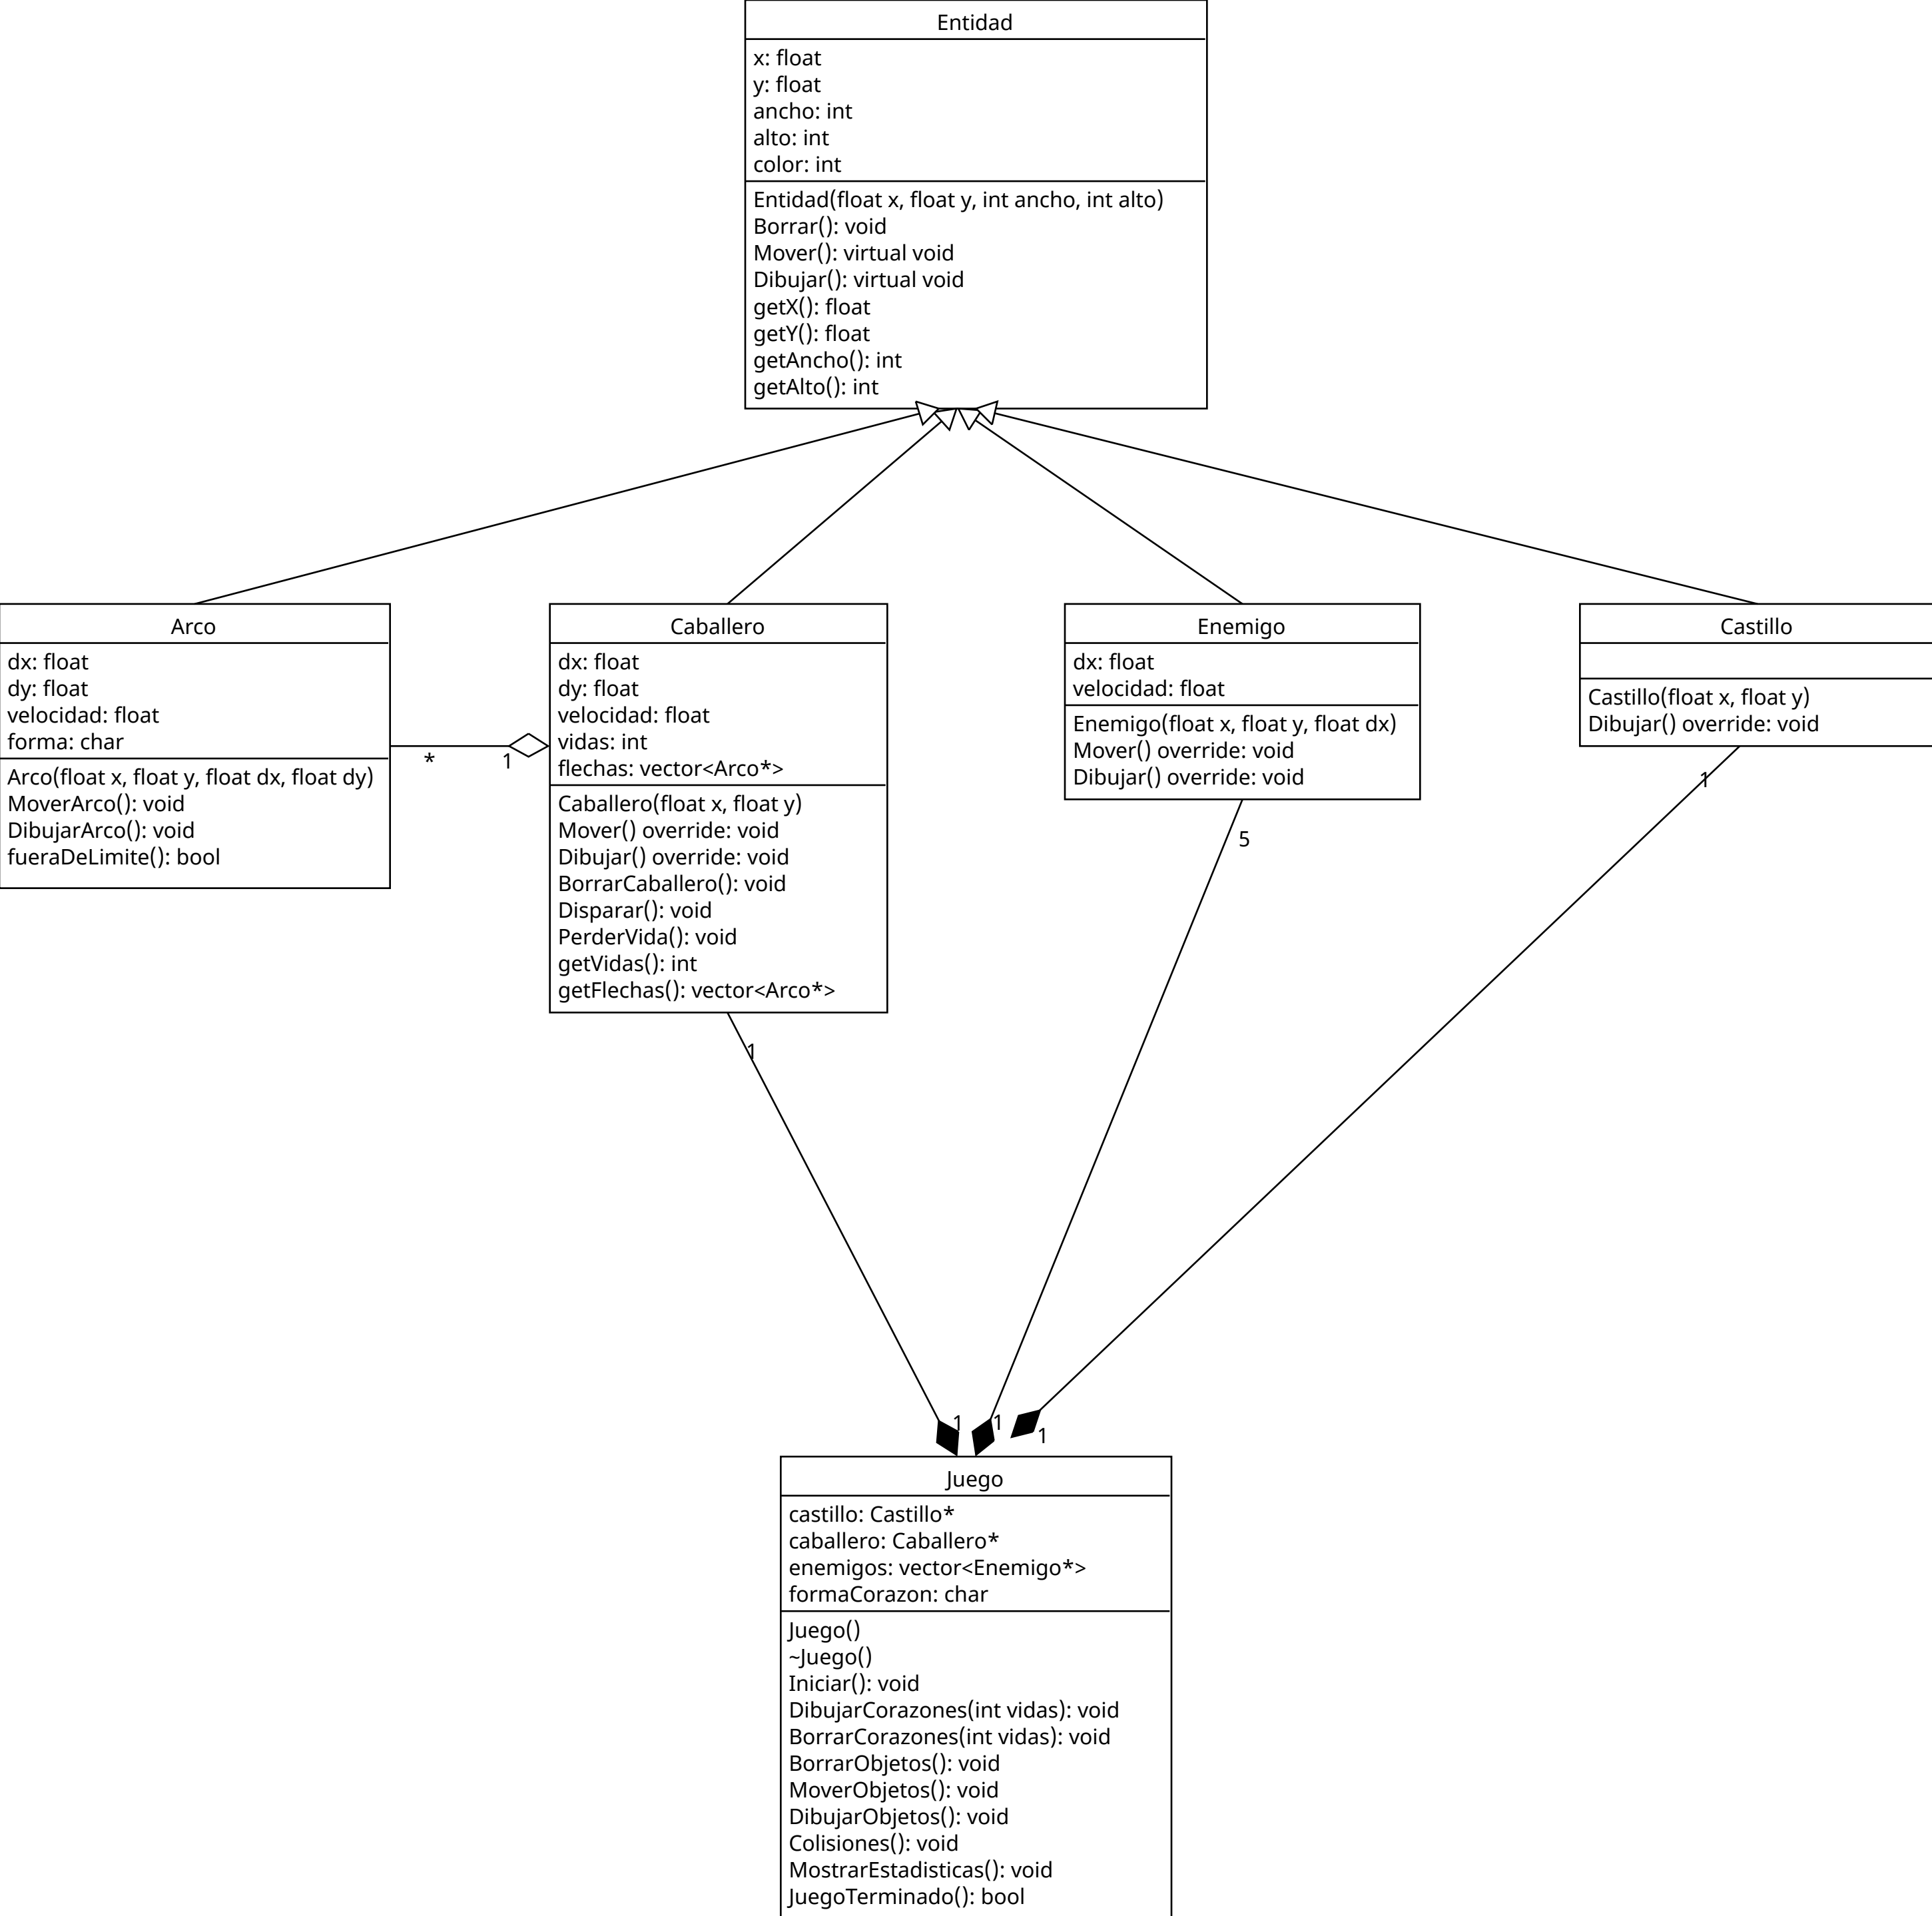 Entidad
x: float
y: float
ancho: int
alto: int
color: int
Entidad(float x, float y, int ancho, int alto)
Borrar(): void
Mover(): virtual void
Dibujar(): virtual void
getX(): float
getY(): float
getAncho(): int
getAlto(): int
Arco
dx: float
dy: float
velocidad: float
forma: char
Arco(float x, float y, float dx, float dy)
MoverArco(): void
DibujarArco(): void
fueraDeLimite(): bool
*
1
Caballero
dx: float
dy: float
velocidad: float
vidas: int
flechas: vector<Arco*>
Caballero(float x, float y)
Mover() override: void
Dibujar() override: void
BorrarCaballero(): void
Disparar(): void
PerderVida(): void
getVidas(): int
getFlechas(): vector<Arco*>
Enemigo
dx: float
velocidad: float
Enemigo(float x, float y, float dx)
Mover() override: void
Dibujar() override: void
Castillo
Castillo(float x, float y)
Dibujar() override: void
1
5
1
1
1
1
Juego
castillo: Castillo*
caballero: Caballero*
enemigos: vector<Enemigo*>
formaCorazon: char
Juego()
~Juego()
Iniciar(): void
DibujarCorazones(int vidas): void
BorrarCorazones(int vidas): void
BorrarObjetos(): void
MoverObjetos(): void
DibujarObjetos(): void
Colisiones(): void
MostrarEstadisticas(): void
JuegoTerminado(): bool